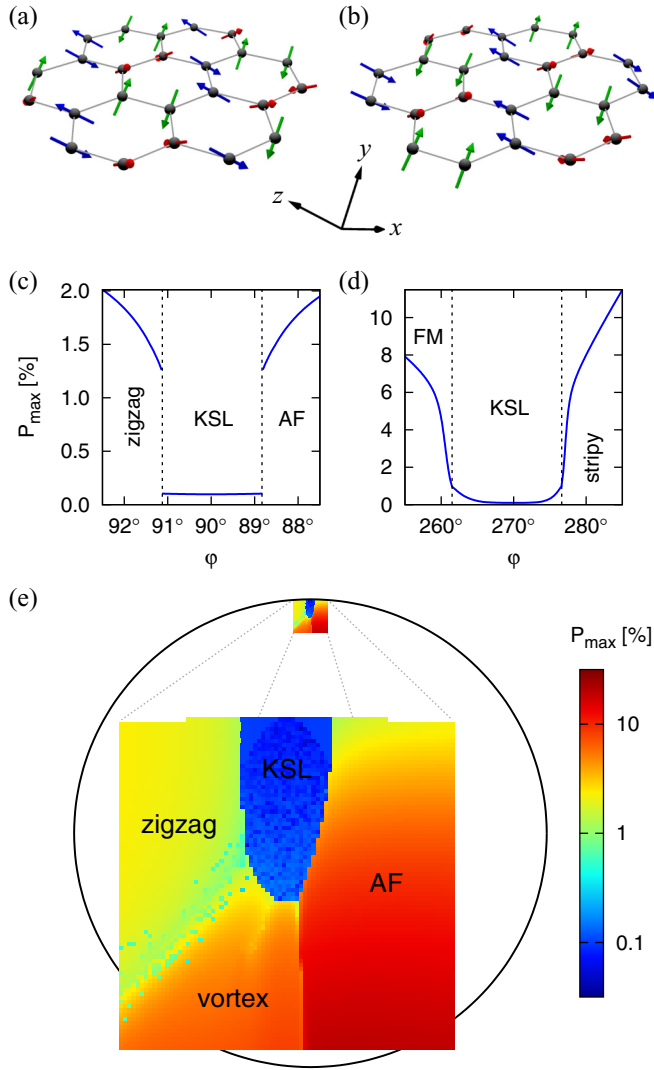 (a)
(b)
z
y
x
(c)
(d)
P_max [%]
2.0
1.5
1.0
0.5
0.0
zigzag
KSL
AF
92° 91° 90° 89° 88°
φ
10
8
6
4
2
0
FM
KSL
stripy
260° 270° 280°
φ
(e)
KSL
zigzag
AF
vortex
P_max [%]
10
1
0.1